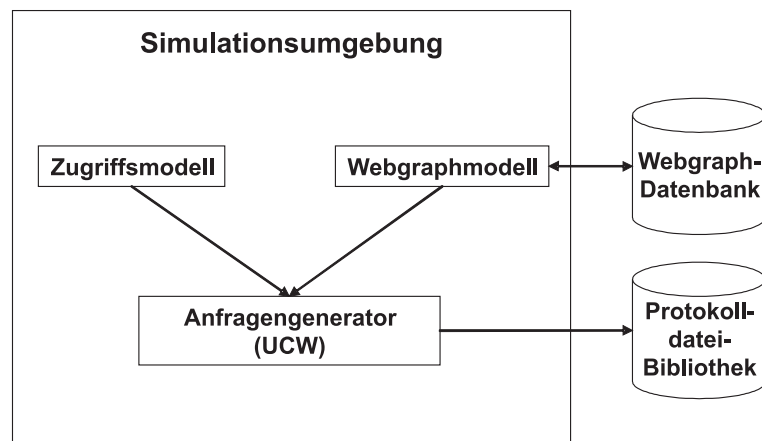 Simulationsumgebung
Zugriffsmodell
Webgraphmodell
Webgraph-
Datenbank
Anfragengenerator
(UCW)
Protokoll-
datei-
Bibliothek